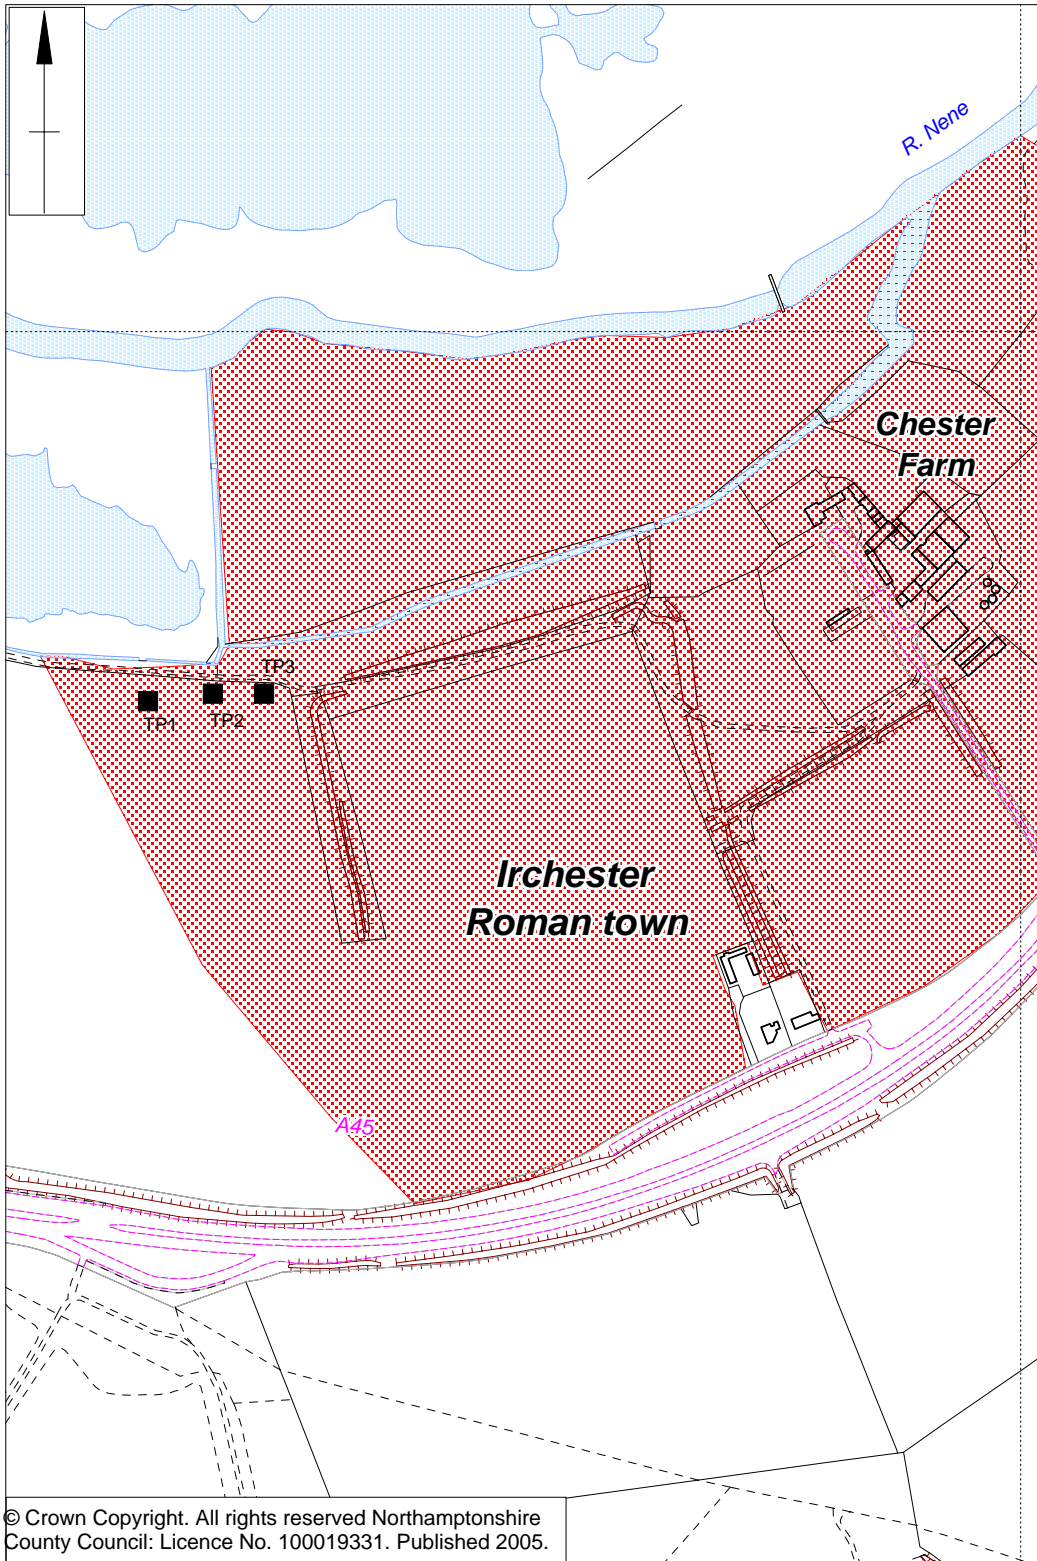 R. Nene
Chester
Farm
TP3
TP1
TP2
Irchester
Roman town
A45
© Crown Copyright. All rights reserved Northamptonshire
County Council: Licence No. 100019331. Published 2005.